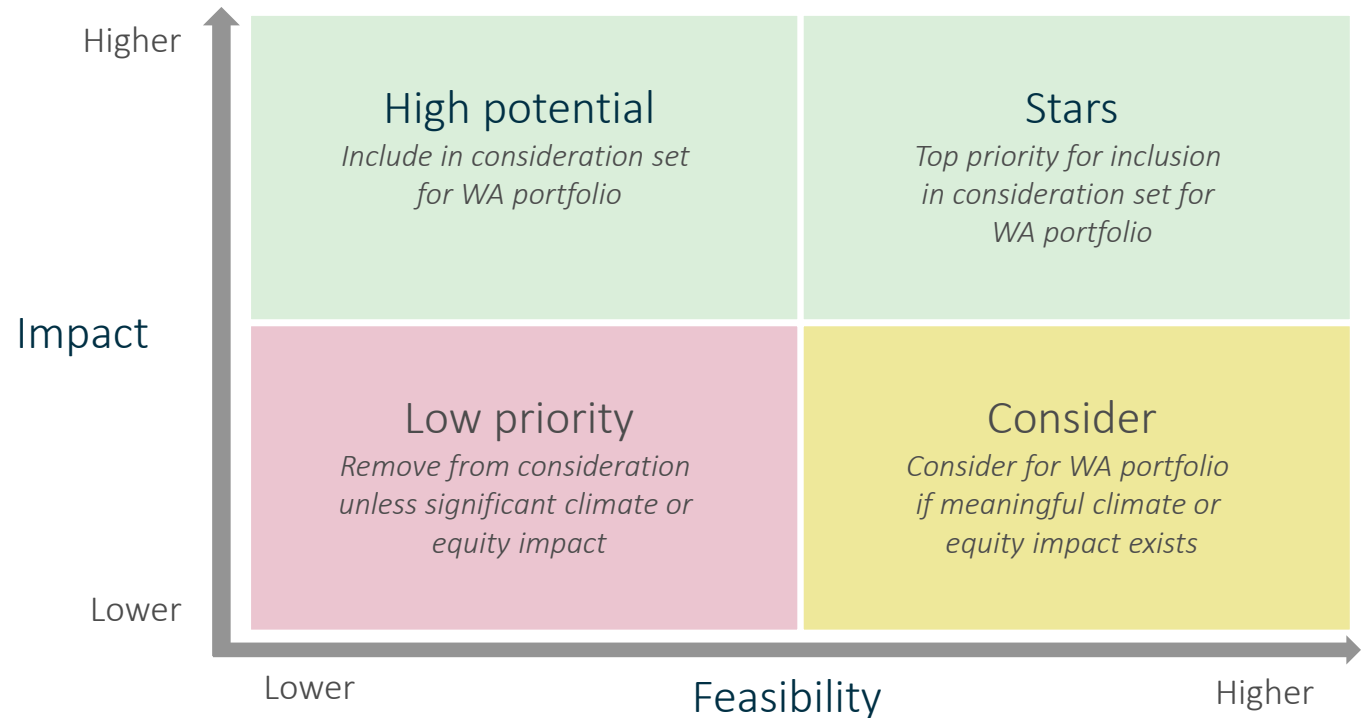 Higher
High potential
Include in consideration set
for WA portfolio
Stars
Top priority for inclusion
in consideration set for
WA portfolio
Impact
Low priority
Remove from consideration
unless significant climate or
equity impact
Consider
Consider for WA portfolio
if meaningful climate or
equity impact exists
Lower
Lower
Feasibility
Higher